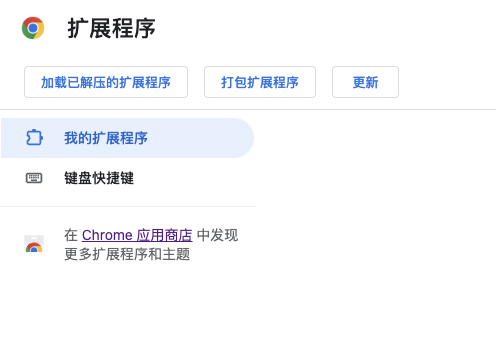 扩展程序
加载已解压的扩展程序 打包扩展程序 更新
我的扩展程序
键盘快捷键
在 Chrome 应用商店 中发现
更多扩展程序和主题